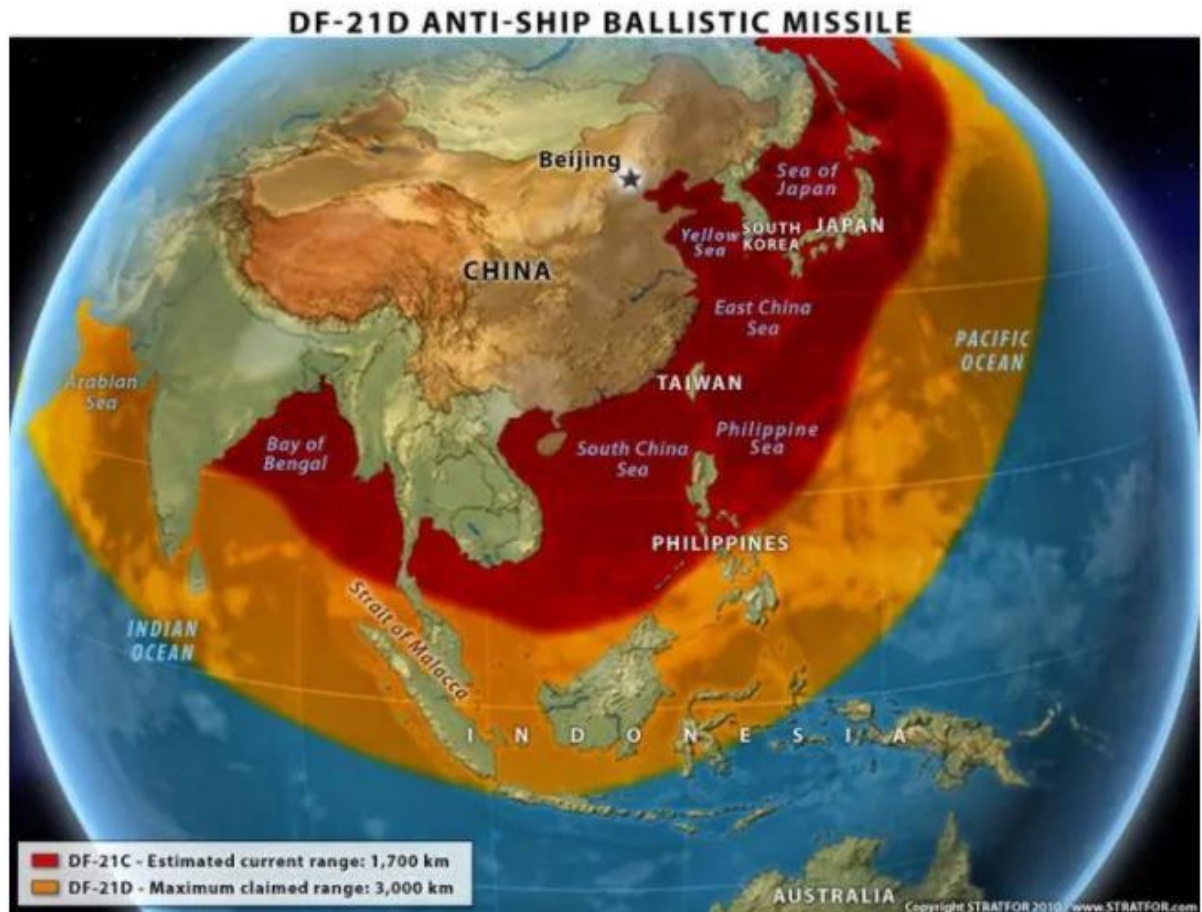 DF-21D ANTI-SHIP BALLISTIC MISSILE
Beijing
Sea of
Japan
Yellow
Sea
SOUTH
KOREA
JAPAN
CHINA
East China
Sea
PACIFIC
OCEAN
Arabian
Sea
TAIWAN
Bay of
Bengal
South China
Sea
Philippine
Sea
PHILIPPINES
INDIAN
OCEAN
Strait of Malacca
INDONESIA
DF-21C - Estimated current range: 1,700 km
DF-21D - Maximum claimed range: 3,000 km
AUSTRALIA
Copyright STRATFOR 2010 www.STRATFOR.com